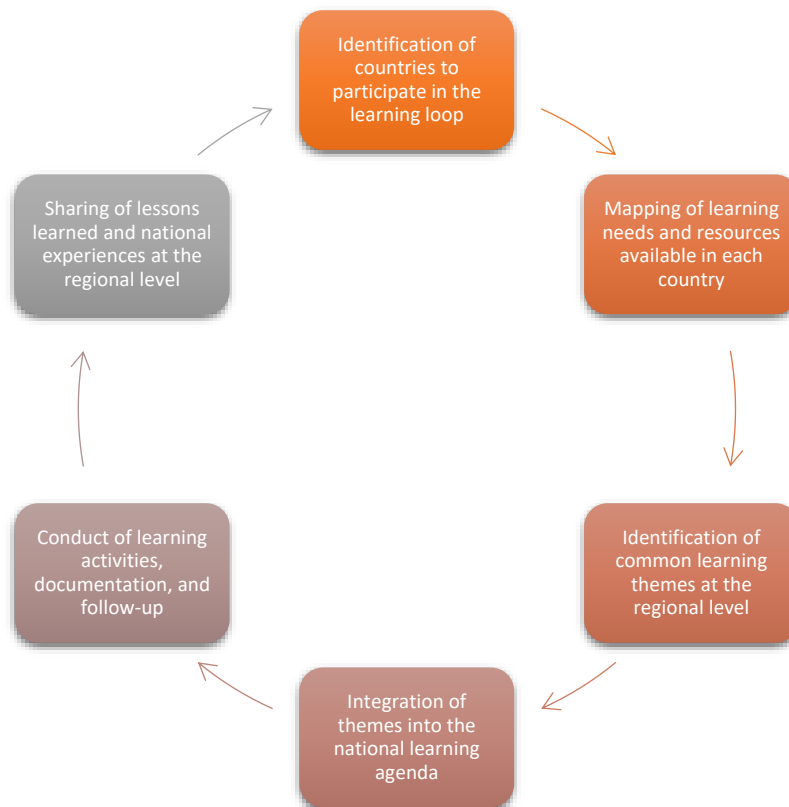 Identification of
countries to
participate in the
learning loop
Mapping of learning
needs and resources
available in each
country
Identification of
common learning
themes at the
regional level
Integration of
themes into the
national learning
agenda
Conduct of learning
activities,
documentation, and
follow-up
Sharing of lessons
learned and national
experiences at the
regional level